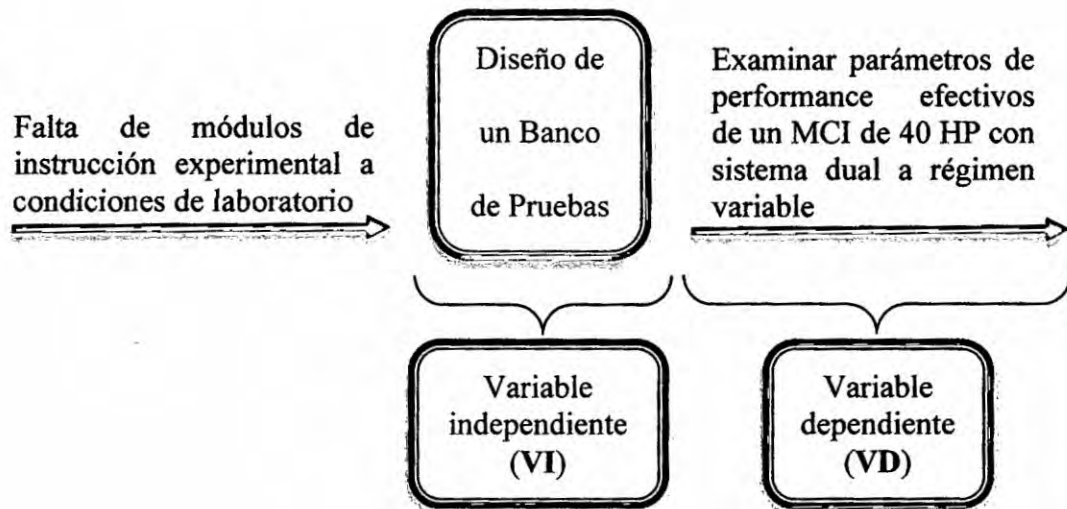 Falta de módulos de
instrucción experimental a
condiciones de laboratorio
Diseño de
un Banco
de Pruebas
Examinar parámetros de
performance efectivos
de un MCI de 40 HP con
sistema dual a régimen
variable
Variable
independiente
(VI)
Variable
dependiente
(VD)